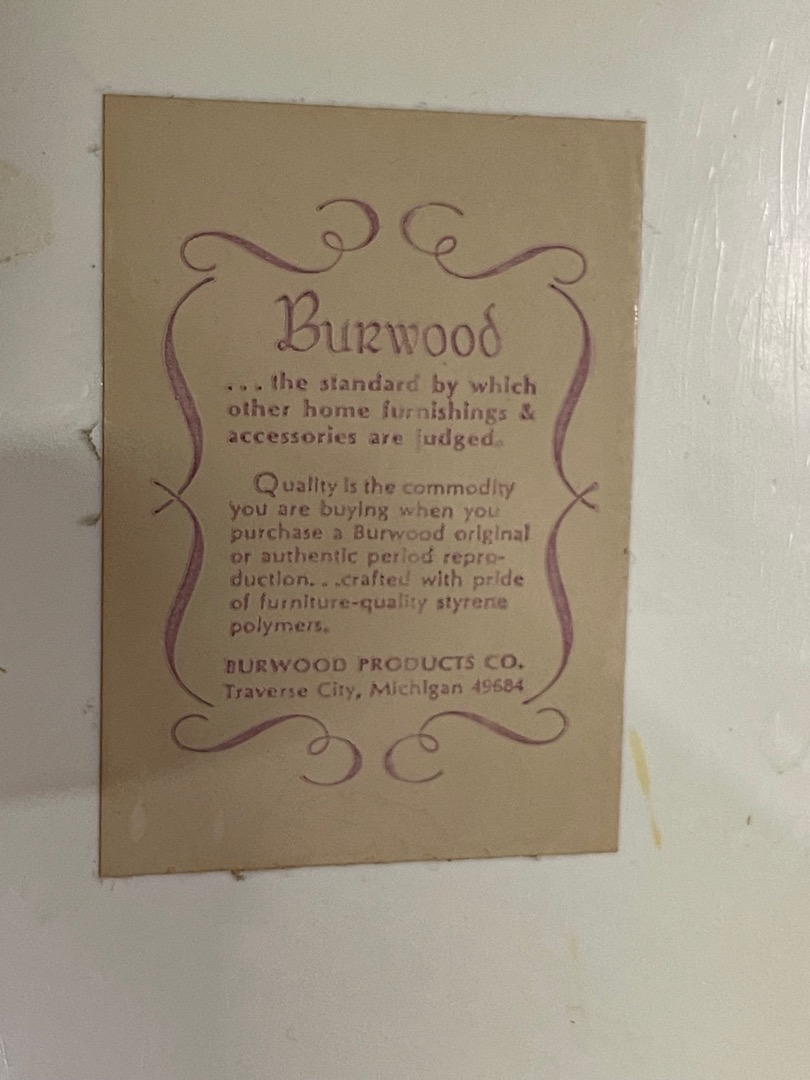 Burwood
...the standard by which
other home furnishings &
accessories are judged.
Quality is the commodity
you are buying when you
purchase a Burwood original
or authentic period repro-
duction...crafted with pride
of furniture-quality styrene
polymers.
BURWOOD PRODUCTS CO.
Traverse City, Michigan 49684